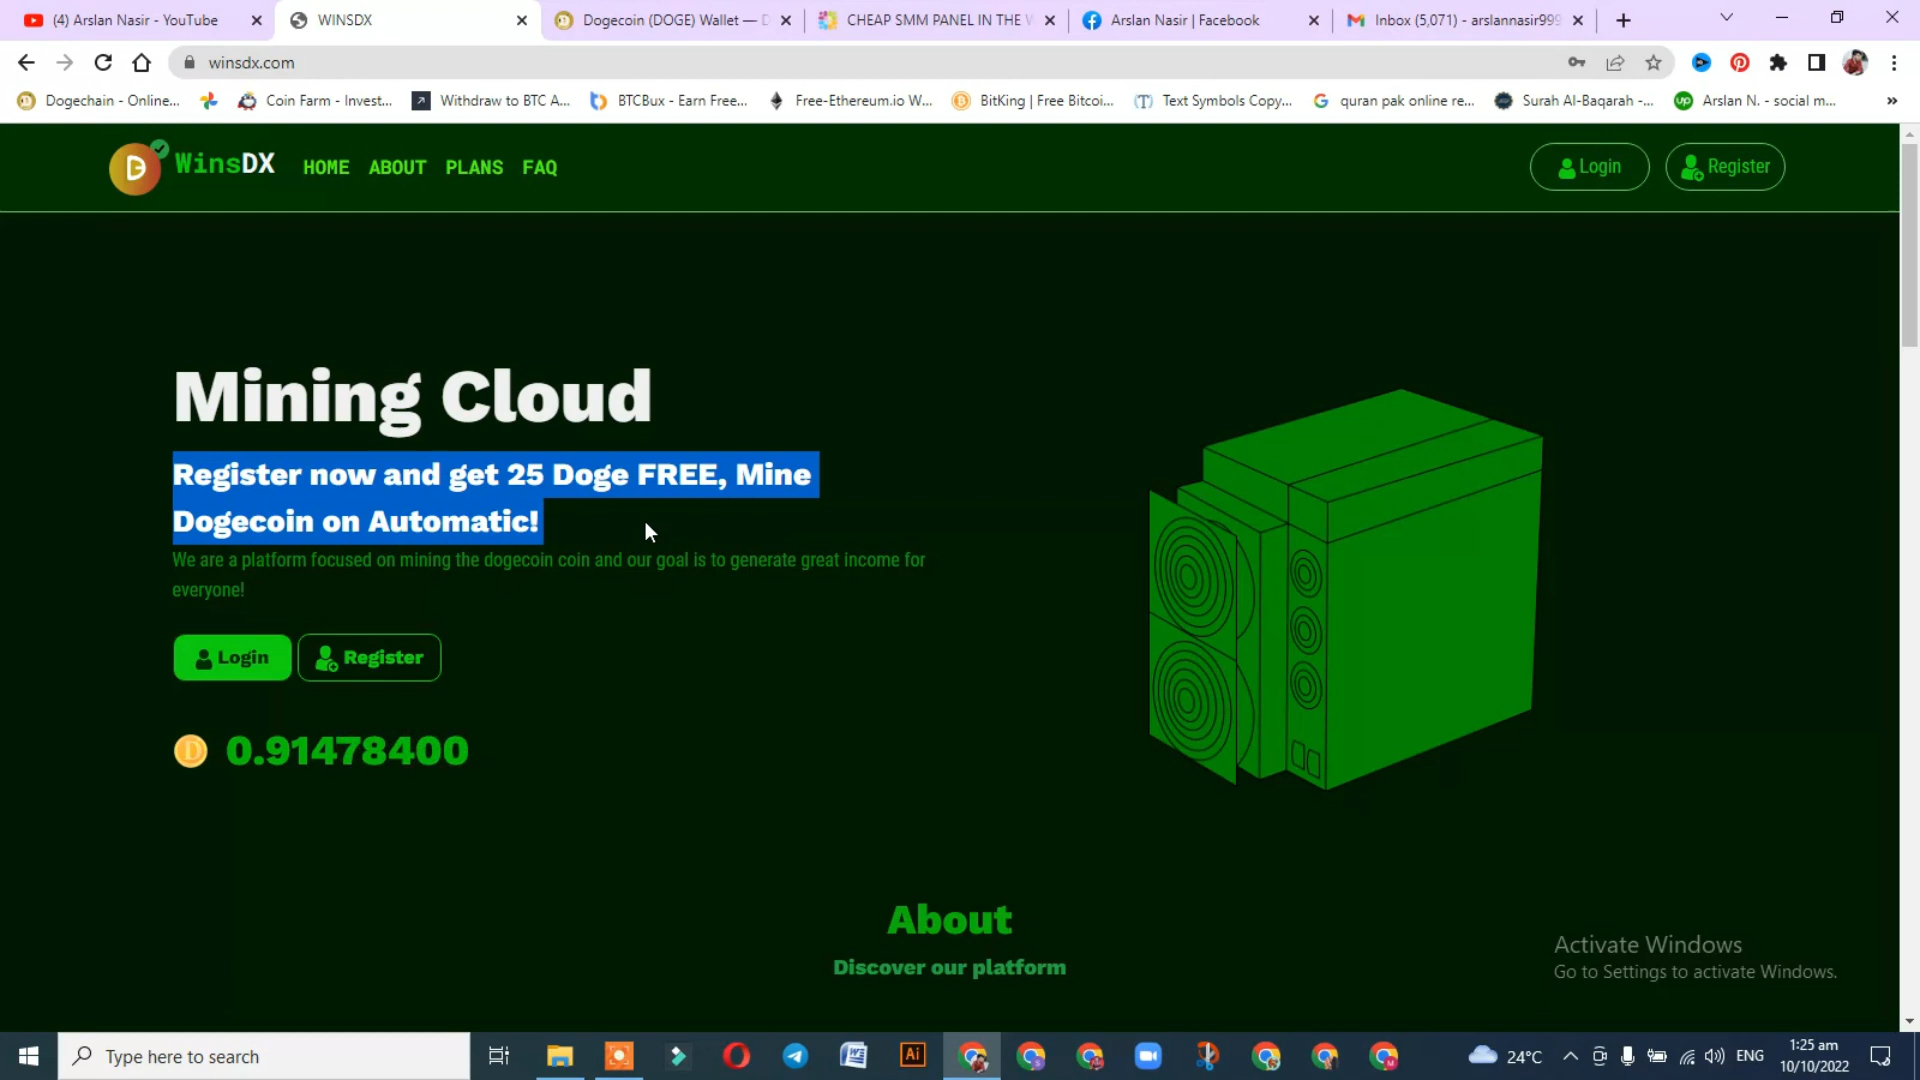 (4) Arslan Nasir - YouTube
WINSDX
Dogecoin (DOGE) Wallet —
CHEAP SMM PANEL IN THE
Arslan Nasir | Facebook
Inbox (5,071) - arslannasir999
winsdx.com
Dogechain - Online...
Coin Farm - Invest...
Withdraw to BTC A...
BTCBux - Earn Free...
Free-Ethereum.io W...
BitKing | Free Bitcoi...
Text Symbols Copy...
quran pak online re...
Surah Al-Baqarah -...
Arslan N. - social m...
WinsDX
HOME
ABOUT
PLANS
FAQ
Login
Register
Mining Cloud
Register now and get 25 Doge FREE, Mine
Dogecoin on Automatic!
We are a platform focused on mining the dogecoin coin and our goal is to generate great income for
everyone!
Login
Register
0.91478400
About
Discover our platform
Activate Windows
Go to Settings to activate Windows.
Type here to search
24°C
ENG
1:25 am
10/10/2022